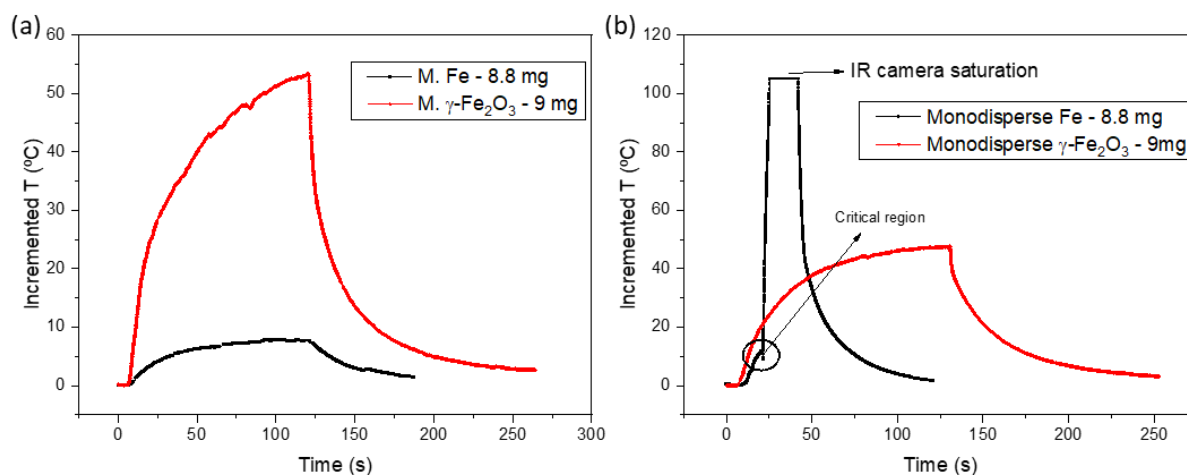 (a)
60
50
40
30
20
10
0
Incremented T (ºC)
M. Fe - 8.8 mg
M. γ-Fe₂O₃ - 9 mg
0 50 100 150 200 250 300
Time (s)
(b)
120
100
80
60
40
20
0
Incremented T (ºC)
IR camera saturation
Monodisperse Fe - 8.8 mg
Monodisperse γ-Fe₂O₃ - 9mg
Critical region
0 50 100 150 200 250
Time (s)